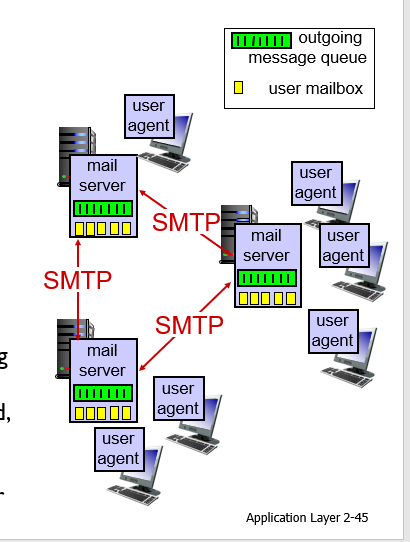 outgoing
message queue
user mailbox
user
agent
mail
server
user
agent
SMTP
mail
server
user
agent
SMTP
SMTP
user
agent
mail
server
g
user
agent
d,
user
agent
Application Layer 2-45